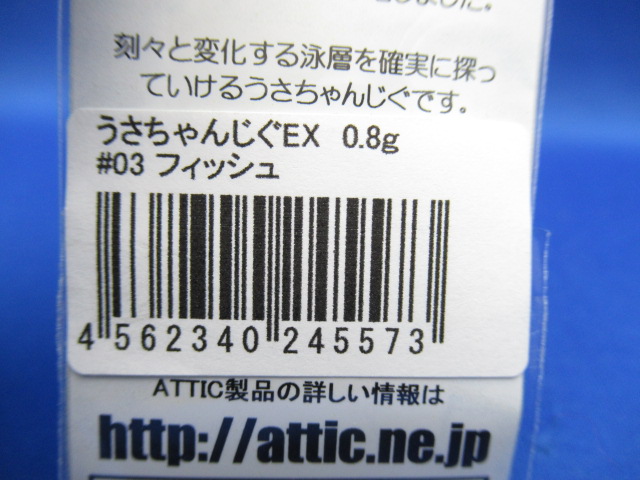 ました。
刻々と変化する泳層を確実に探っ
ていけるうさちゃんじぐです。
うさちゃんじぐEX 0.8g
#03 フィッシュ
4 562340 245573
ATTIC製品の詳しい情報は
http://attic.ne.jp